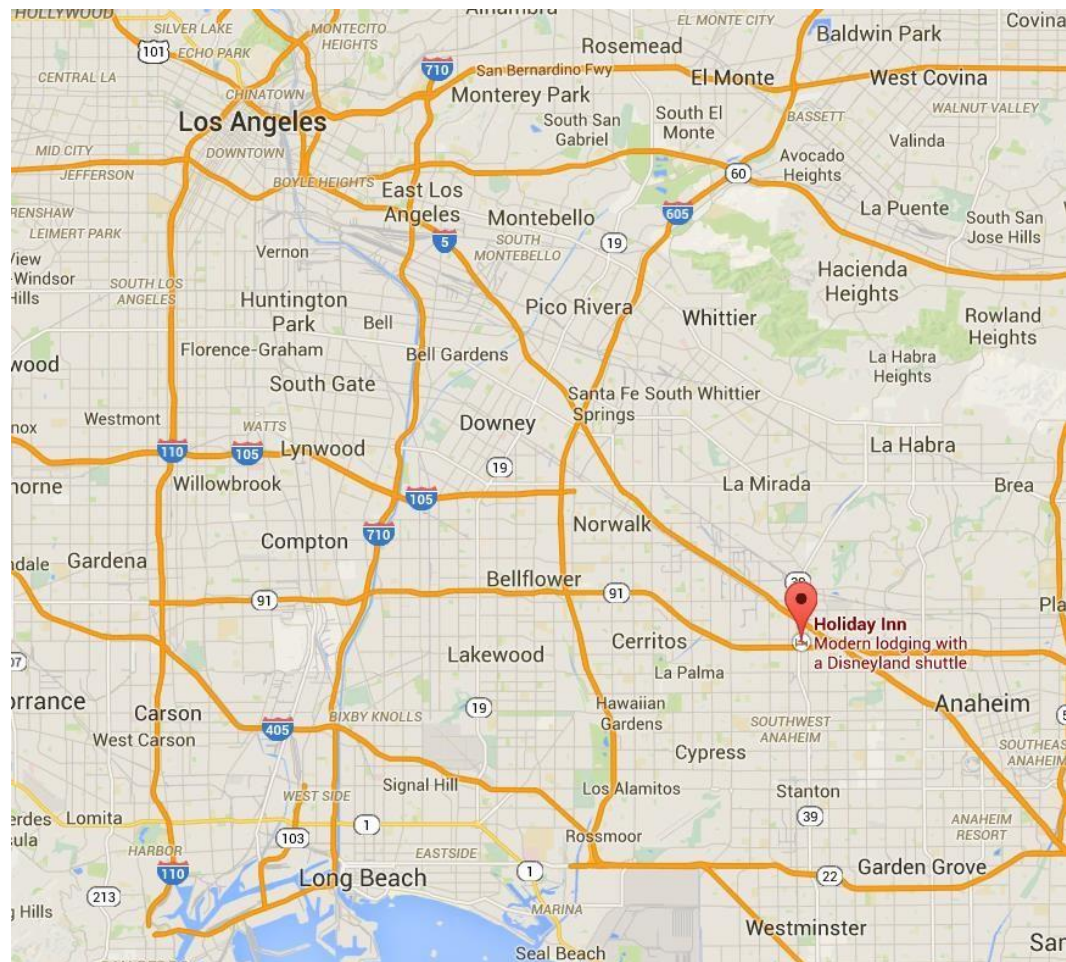 HOLLYWOOD
SILVER LAKE
MONTECITO
HEIGHTS
Alhambra
EL MONTE CITY
Baldwin Park
Covina
101
ECHO PARK
710
Rosemead
San Bernardino Fwy
El Monte
West Covina
CENTRAL LA
CHINATOWN
Monterey Park
BASSETT
WALNUT VALLEY
Los Angeles
South San
Gabriel
South El
Monte
Valinda
MID CITY
DOWNTOWN
Avocado
Heights
JEFFERSON
BOYLE HEIGHTS
60
East Los
Angeles
Montebello
605
La Puente
South San
Jose Hills
RENSHAW
LEIMERT PARK
5
SOUTH
MONTEBELLO
19
Vernon
View
-Windsor
Hills
SOUTH LOS
ANGELES
Hacienda
Heights
Huntington
Park
Bell
Pico Rivera
Whittier
Rowland
Heights
Florence-Graham
Bell Gardens
La Habra
Heights
wood
South Gate
Santa Fe
Springs
South Whittier
nox
Westmont
WATTS
Downey
110
105
Lynwood
La Habra
19
horne
Willowbrook
105
La Mirada
Brea
710
Norwalk
Compton
ndale
Gardena
Bellflower
39
91
91
Pla
Holiday Inn
Modern lodging with
a Disneyland shuttle
Cerritos
Lakewood
La Palma
07
orrance
Carson
West Carson
BIXBY KNOLLS
19
Hawaiian
Gardens
Anaheim
405
SOUTHWEST
ANAHEIM
5
Cypress
SOUTHEAS
ANAHEIM
Signal Hill
Los Alamitos
Stanton
WEST SIDE
erdes
sula
Lomita
1
39
ANAHEIM
RESORT
HARBOR
103
EASTSIDE
Rossmoor
110
Long Beach
1
22
Garden Grove
213
g Hills
MARINA
Westminster
Seal Beach
San